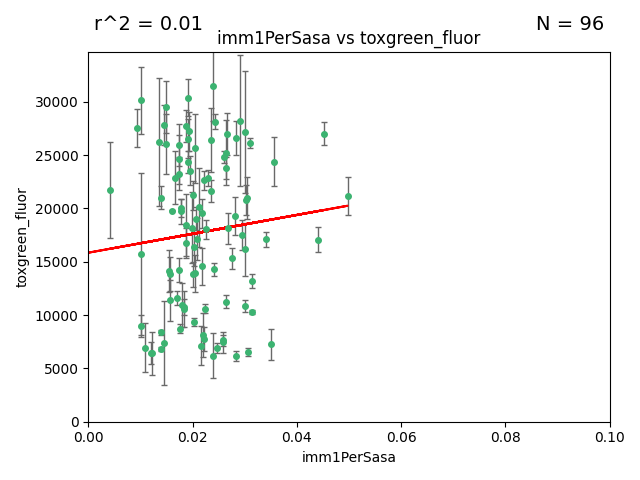 r^2 = 0.01
N = 96
imm1PerSasa vs toxgreen_fluor
30000
25000
20000
15000
10000
5000
0
toxgreen_fluor
0.00
0.02
0.04
0.06
0.08
0.10
imm1PerSasa